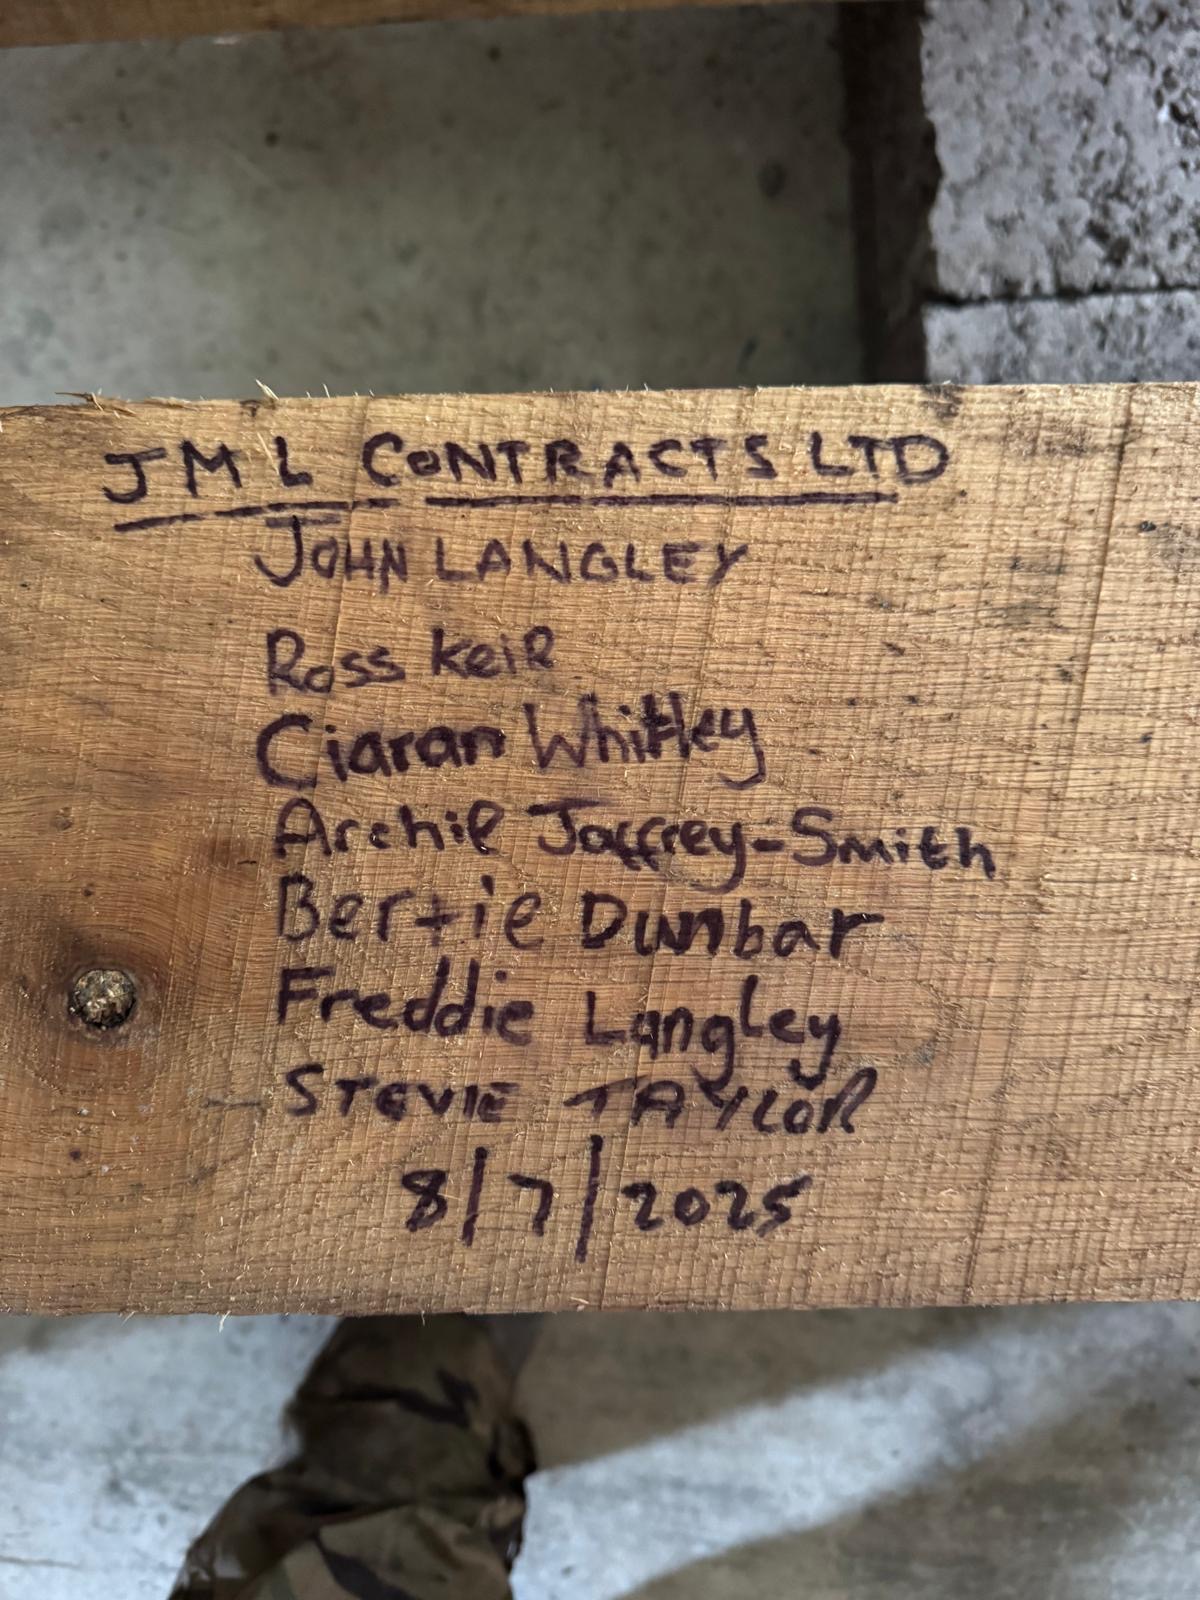 JML CONTRACTS LTD
JOHN LANGLEY
Ross Keir
Ciaran Whitley
Archie Jaffrey-Smith
Bertie Dunbar
Freddie Langley
STEVIE TAYLOR
8/7/2025